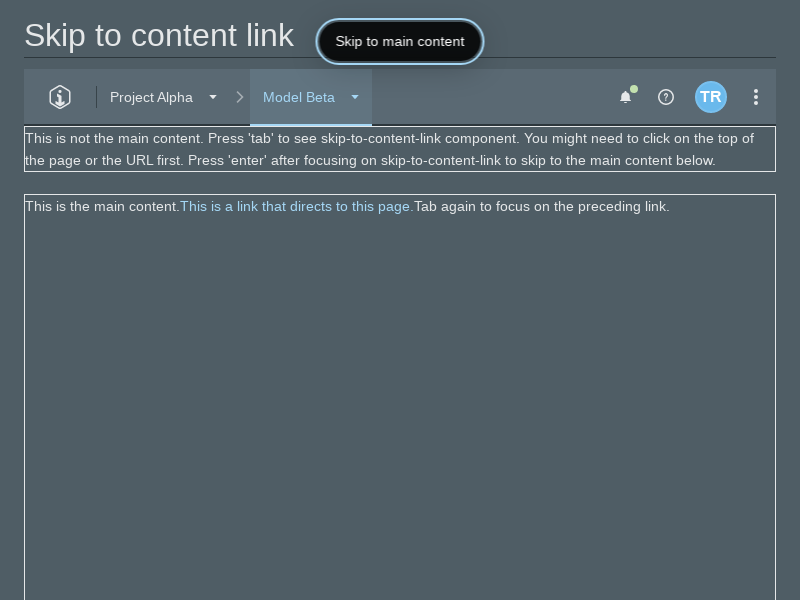 Skip to content link
Skip to main content
Project Alpha
Model Beta
TR
This is not the main content. Press 'tab' to see skip-to-content-link component. You might need to click on the top of
the page or the URL first. Press 'enter' after focusing on skip-to-content-link to skip to the main content below.
This is the main content.This is a link that directs to this page.Tab again to focus on the preceding link.